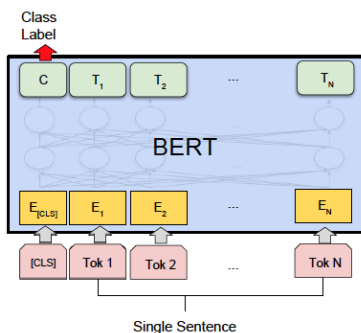 Class
Label
C T1 T2 ... TN
BERT
E[CLS] E1 E2 ... EN
[CLS] Tok 1 Tok 2 ... Tok N
Single Sentence